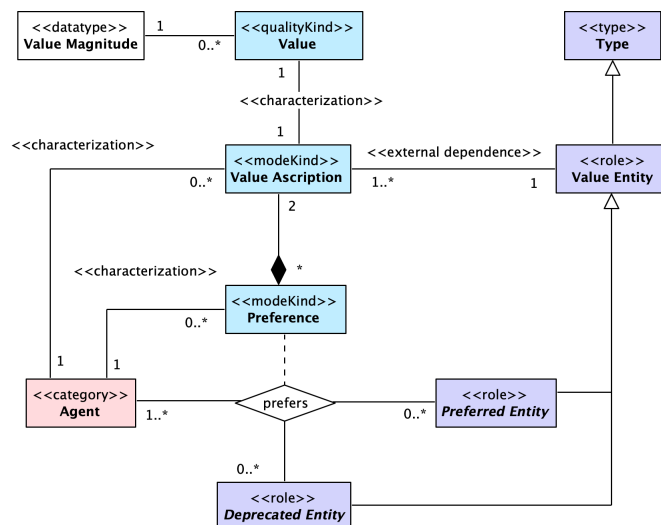 <<datatype>>
Value Magnitude
1
0..*
<<qualityKind>>
Value
<<type>>
Type
1
<<characterization>>
1
<<characterization>>
<<modeKind>>
Value Ascription
0..*
2
<<external dependence>>
1..*
1
<<role>>
Value Entity
<<characterization>>
*
<<modeKind>>
Preference
0..*
1
1
<<category>>
Agent
1..*
prefers
0..*
<<role>>
Preferred Entity
0..*
<<role>>
Deprecated Entity